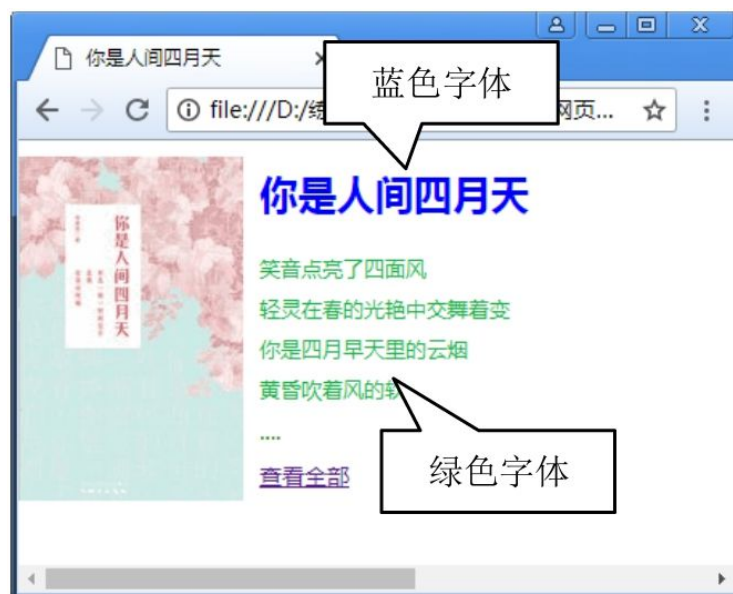 你是人间四月天
蓝色字体
file:///D:/练
网页...
你是人间四月天
你是人间四月天
笑音点亮了四面风
轻灵在春的光艳中交舞着变
你是四月早天里的云烟
黄昏吹着风的软
....
绿色字体
查看全部